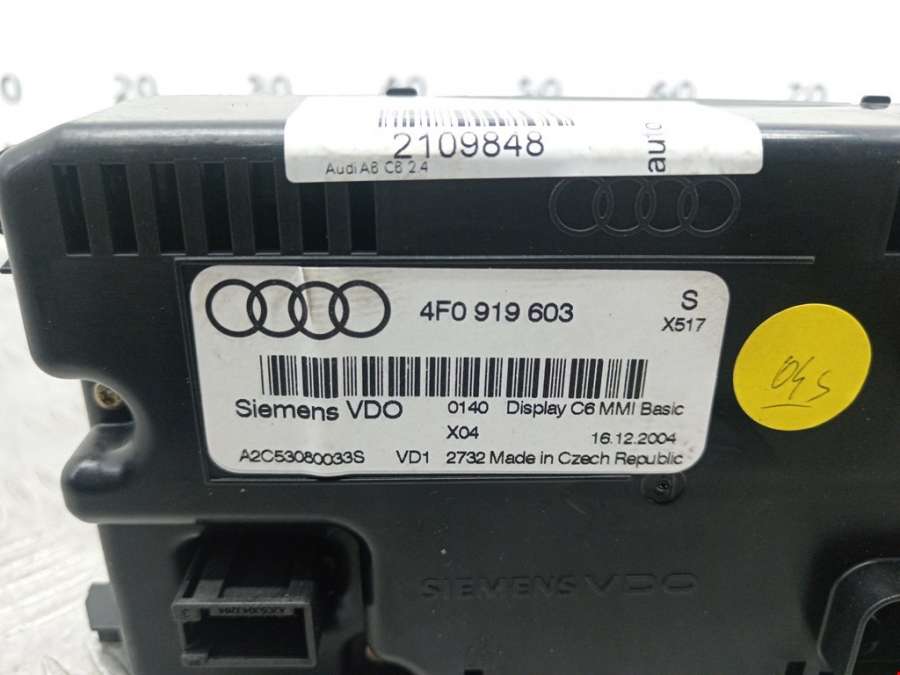 20 30 40 50 60 70
2109848
Audi A6 C6 2.4
auto
4F0 919 603
S
X517
Siemens VDO 0140 Display C6 MMI Basic
X04 16.12.2004
A2C53080033S VD1 2732 Made in Czech Republic
SIEMENS VDO